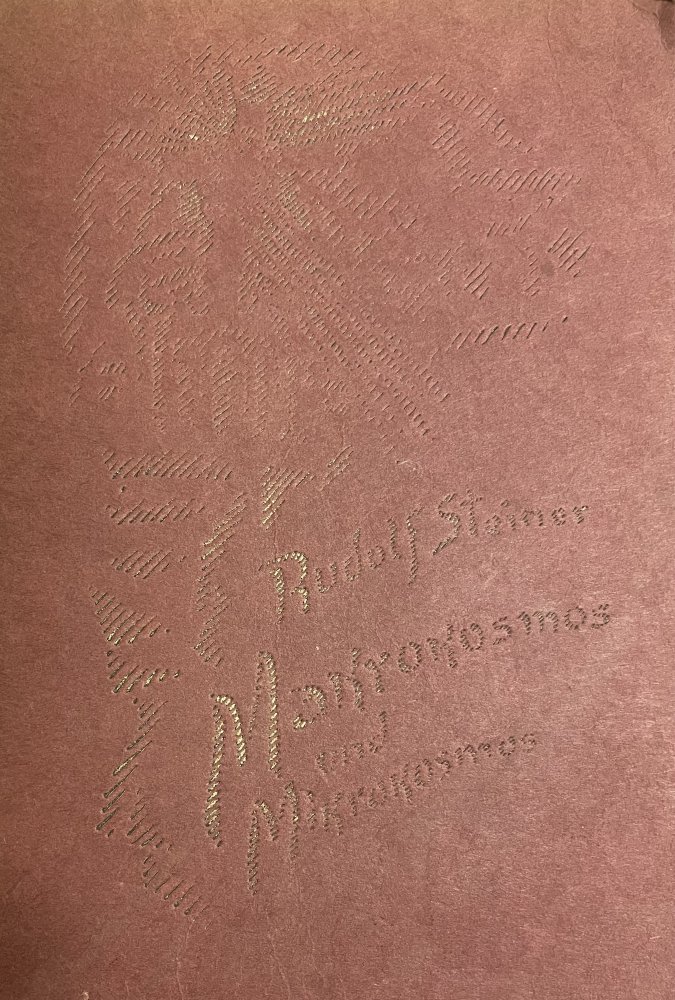 Rudolf Steiner
Makrokosmos
und
Mikrokosmos